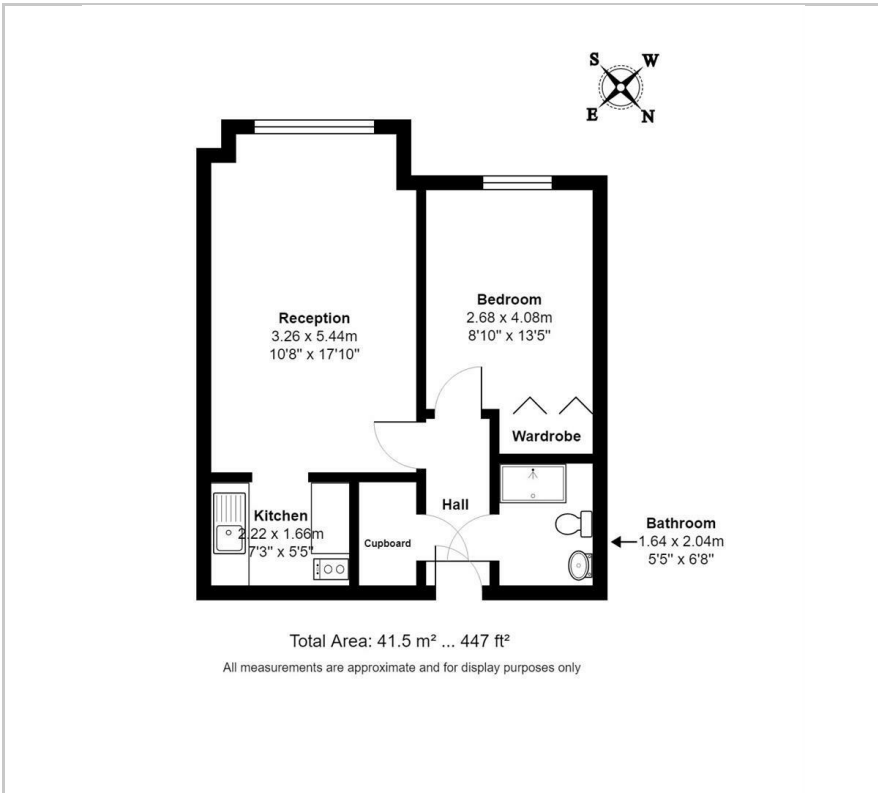 S W
E N
Reception
3.26 x 5.44m
10'8" x 17'10"
Bedroom
2.68 x 4.08m
8'10" x 13'5"
Wardrobe
Hall
Kitchen
2.22 x 1.66m
7'3" x 5'5"
Cupboard
Bathroom
1.64 x 2.04m
5'5" x 6'8"
Total Area: 41.5 m² ... 447 ft²
All measurements are approximate and for display purposes only